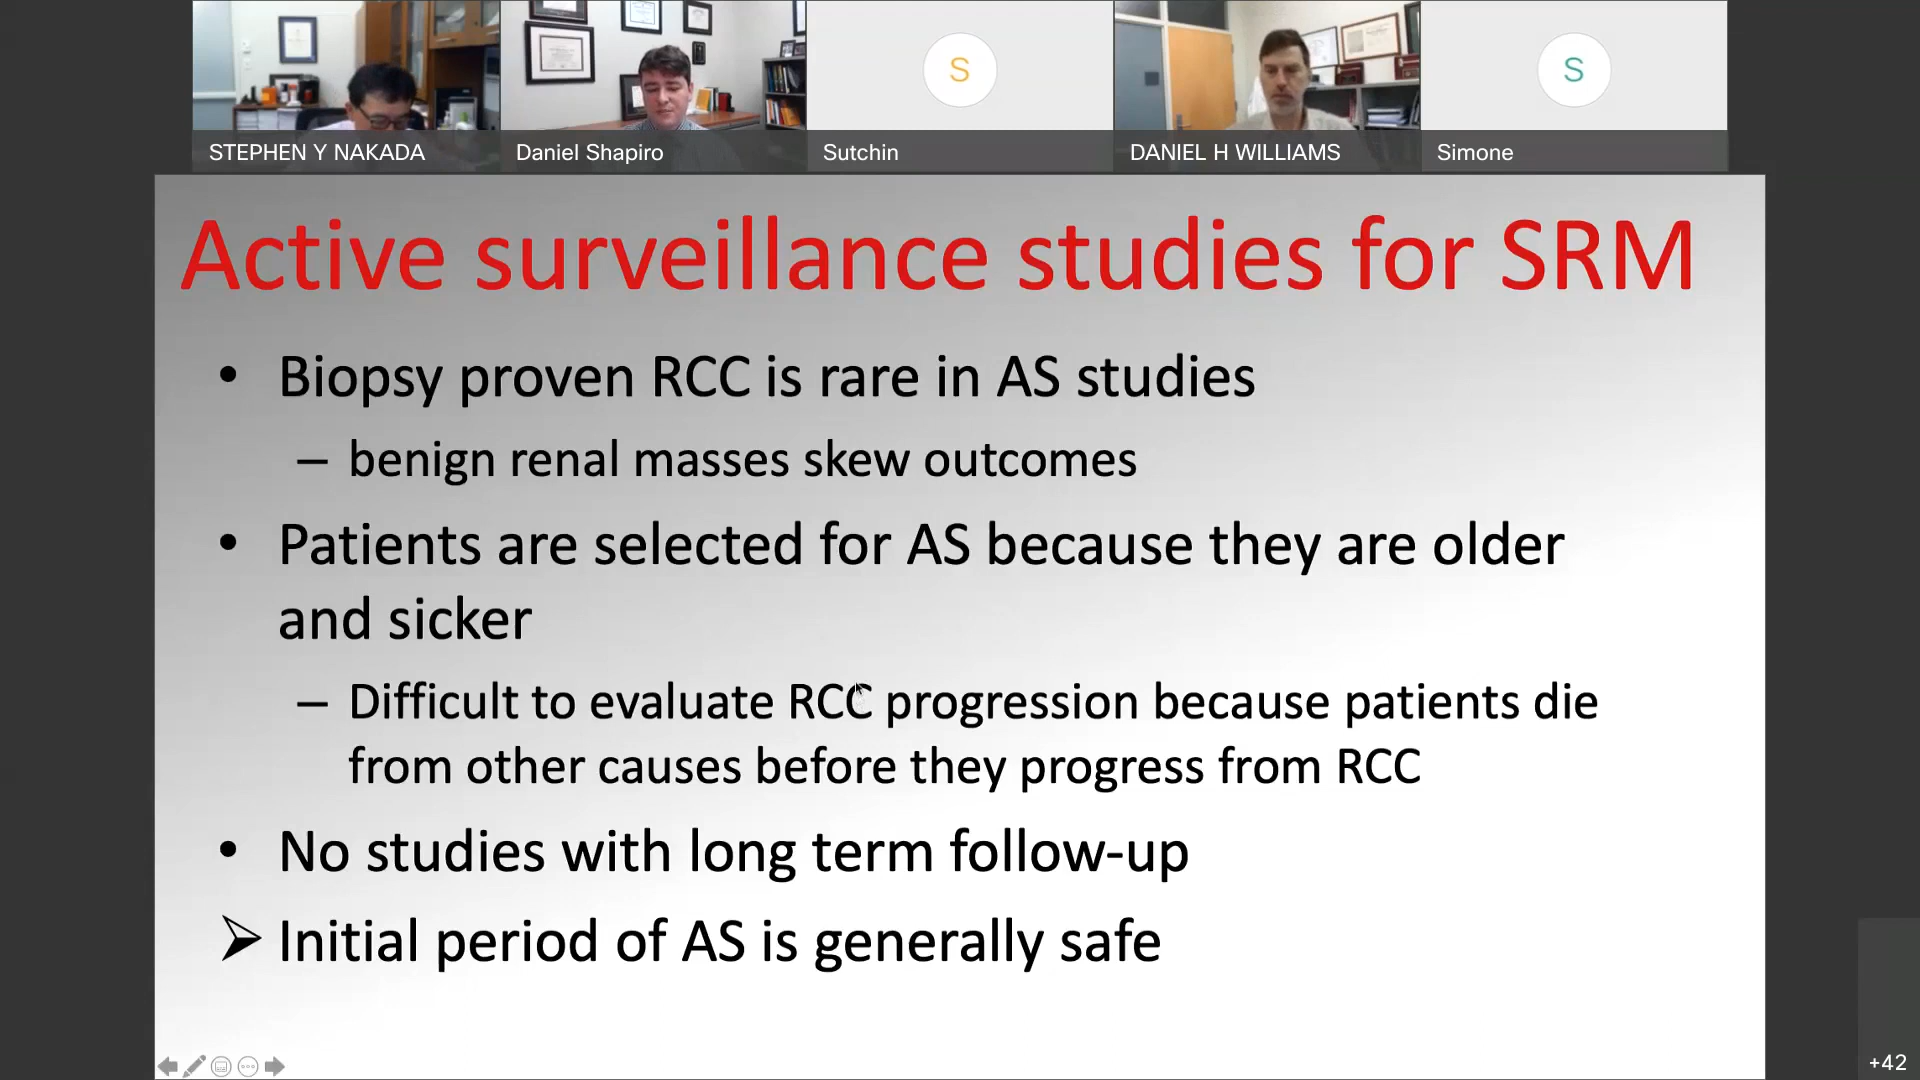 STEPHEN Y NAKADA
Daniel Shapiro
S
Sutchin
DANIEL H WILLIAMS
S
Simone
Active surveillance studies for SRM
• Biopsy proven RCC is rare in AS studies
– benign renal masses skew outcomes
• Patients are selected for AS because they are older
and sicker
– Difficult to evaluate RCC progression because patients die
from other causes before they progress from RCC
• No studies with long term follow-up
➢ Initial period of AS is generally safe
+42